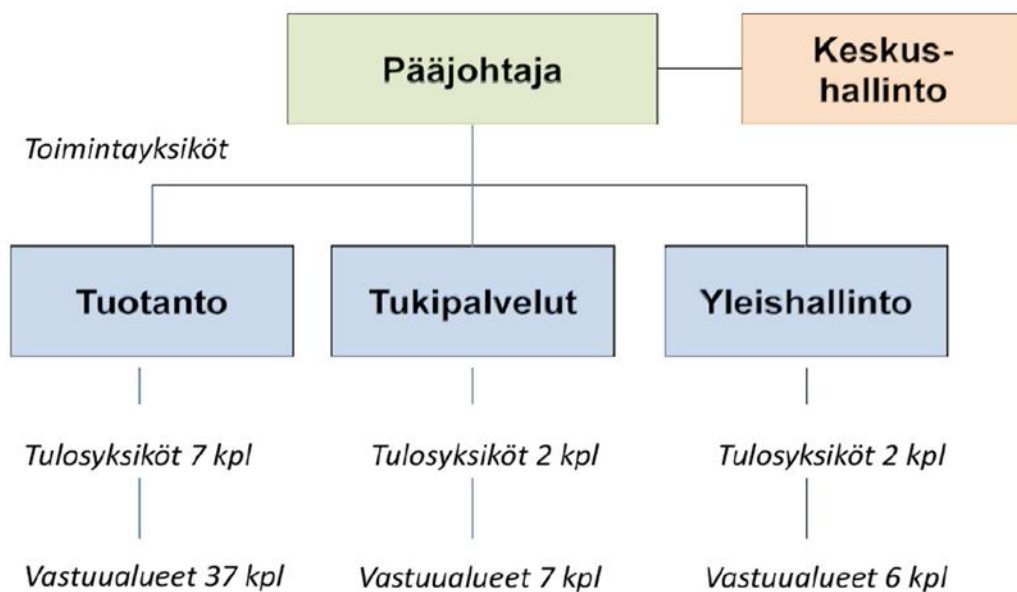 Pääjohtaja
Keskus-
hallinto
Toimintayksiköt
Tuotanto
Tukipalvelut
Yleishallinto
Tulosyksiköt 7 kpl
Tulosyksiköt 2 kpl
Tulosyksiköt 2 kpl
Vastuualueet 37 kpl
Vastuualueet 7 kpl
Vastuualueet 6 kpl